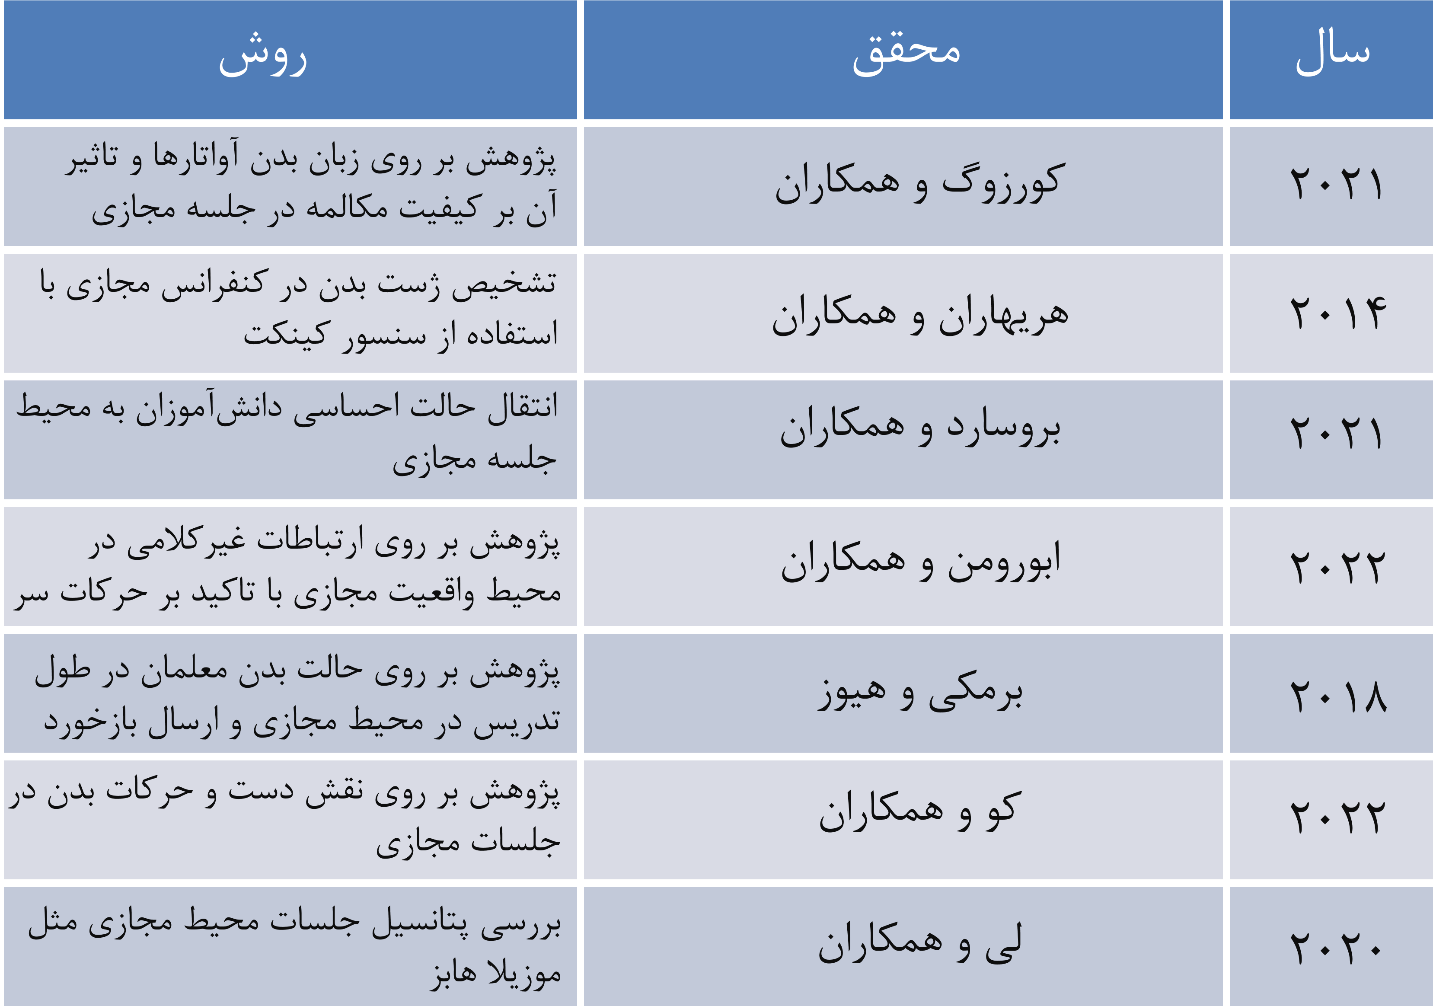 سال
محقق
روش
۲۰۲۱
کورزوگ و همکاران
پژوهش بر روی زبان بدن آواتارها و تاثیر
آن بر کیفیت مکالمه در جلسه مجازی
۲۰۱۴
هریهاران و همکاران
تشخیص ژست بدن در کنفرانس مجازی با
استفاده از سنسور کینکت
۲۰۲۱
بروسارد و همکاران
انتقال حالت احساسی دانش‌آموزان به محیط
جلسه مجازی
۲۰۲۲
ابورومن و همکاران
پژوهش بر روی ارتباطات غیرکلامی در
محیط واقعیت مجازی با تاکید بر حرکات سر
۲۰۱۸
برمکی و هیوز
پژوهش بر روی حالت بدن معلمان در طول
تدریس در محیط مجازی و ارسال بازخورد
۲۰۲۲
کو و همکاران
پژوهش بر روی نقش دست و حرکات بدن در
جلسات مجازی
۲۰۲۰
لی و همکاران
بررسی پتانسیل جلسات محیط مجازی مثل
موزیلا هابز